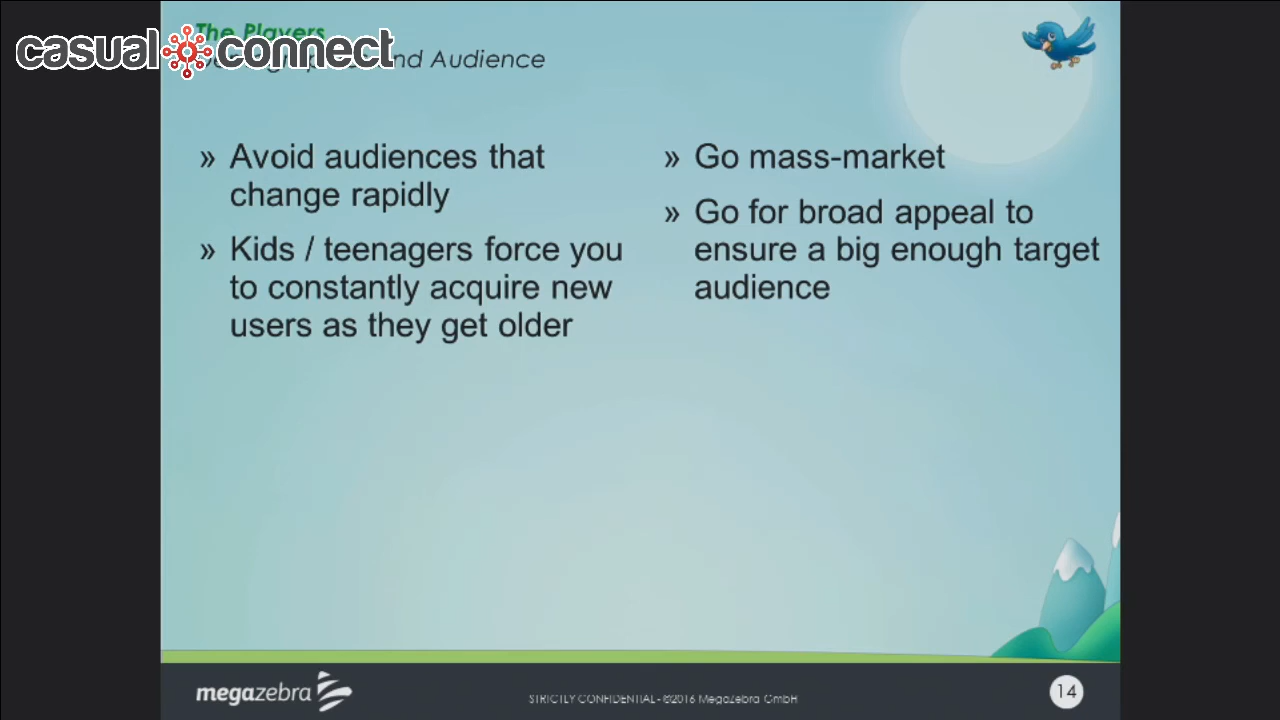 The Players
casual connect
and Audience
» Avoid audiences that
change rapidly
» Kids / teenagers force you
to constantly acquire new
users as they get older
» Go mass-market
» Go for broad appeal to
ensure a big enough target
audience
megazebra
STRICTLY CONFIDENTIAL - ©2016 MegaZebra GmbH
14